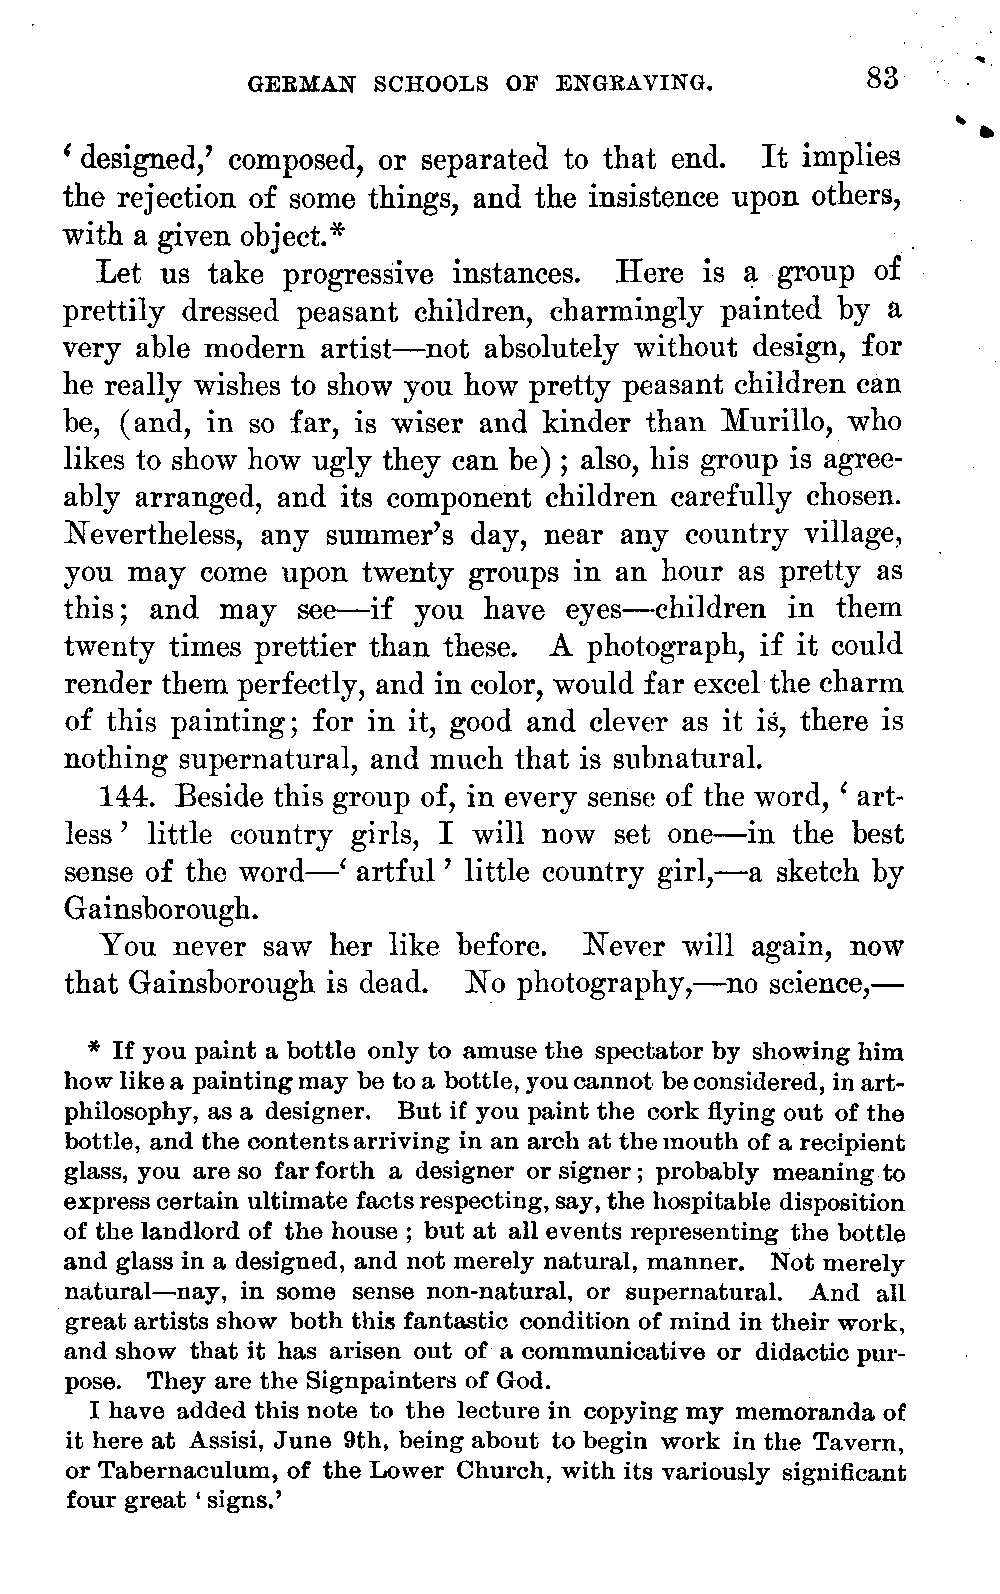 GERMAN SCHOOLS OF ENGRAVING. 83
‘ designed,’ composed, or separated to that end. It implies
the rejection of some things, and the insistence upon others,
with a given object.*
Let us take progressive instances. Here is a group of
prettily dressed peasant children, charmingly painted by a
very able modern artist—not absolutely without design, for
he really wishes to show you how pretty peasant children can
be, (and, in so far, is wiser and kinder than Murillo, who
likes to show how ugly they can be) ; also, his group is agree-
ably arranged, and its component children carefully chosen.
Nevertheless, any summer’s day, near any country village,
you may come upon twenty groups in an hour as pretty as
this; and may see—if you have eyes—children in them
twenty times prettier than these. A photograph, if it could
render them perfectly, and in color, would far excel the charm
of this painting; for in it, good and clever as it is, there is
nothing supernatural, and much that is subnatural.
144. Beside this group of, in every sense of the word, ‘ art-
less ’ little country girls, I will now set one—in the best
sense of the word—‘ artful ’ little country girl,—a sketch by
Gainsborough.
You never saw her like before. Never will again, now
that Gainsborough is dead. No photography,—no science,—
* If you paint a bottle only to amuse the spectator by showing him
how like a painting may be to a bottle, you cannot be considered, in art-
philosophy, as a designer. But if you paint the cork flying out of the
bottle, and the contents arriving in an arch at the mouth of a recipient
glass, you are so far forth a designer or signer ; probably meaning to
express certain ultimate facts respecting, say, the hospitable disposition
of the landlord of the house ; but at all events representing the bottle
and glass in a designed, and not merely natural, manner. Not merely
natural—nay, in some sense non-natural, or supernatural. And all
great artists show both this fantastic condition of mind in their work,
and show that it has arisen out of a communicative or didactic pur-
pose. They are the Signpainters of God.
I have added this note to the lecture in copying my memoranda of
it here at Assisi, June 9th, being about to begin work in the Tavern,
or Tabernaculum, of the Lower Church, with its variously significant
four great ‘ signs.’